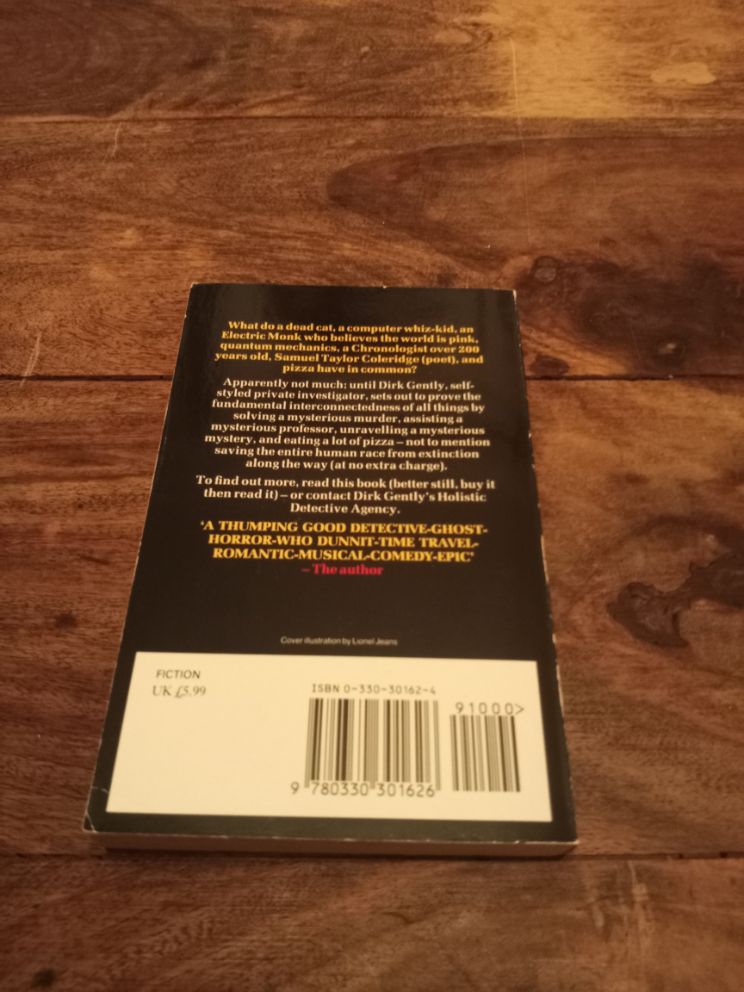 What do a dead cat, a computer whiz-kid, an
Electric Monk who believes the world is pink,
quantum mechanics, a Chronologist over 200
years old, Samuel Taylor Coleridge (poet), and
pizza have in common?
Apparently not much; until Dirk Gently, self-
styled private investigator, sets out to prove the
fundamental interconnectedness of all things by
solving a mysterious murder, assisting a
mysterious professor, unravelling a mysterious
mystery, and eating a lot of pizza – not to mention
saving the entire human race from extinction
along the way (at no extra charge).
To find out more, read this book (better still, buy it
then read it) – or contact Dirk Gently's Holistic
Detective Agency.
‘A THUMPING GOOD DETECTIVE-GHOST-
HORROR-WHO DUNNIT-TIME TRAVEL-
ROMANTIC-MUSICAL-COMEDY-EPIC’
– The author
Cover illustration by Lionel Jeans
FICTION
UK £5.99
ISBN 0-330-30162-4
91000>
9 780330 301626